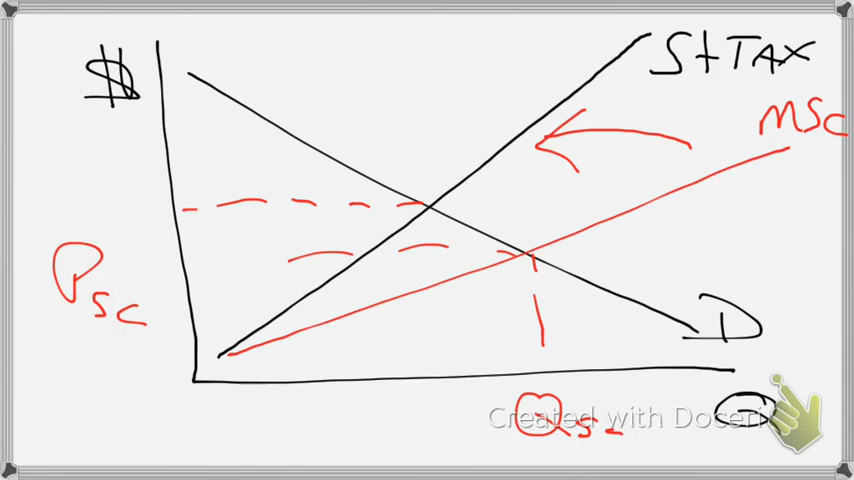 $
S+TAX
MSC
PSC
D
QSC
Q
Created with Doceri